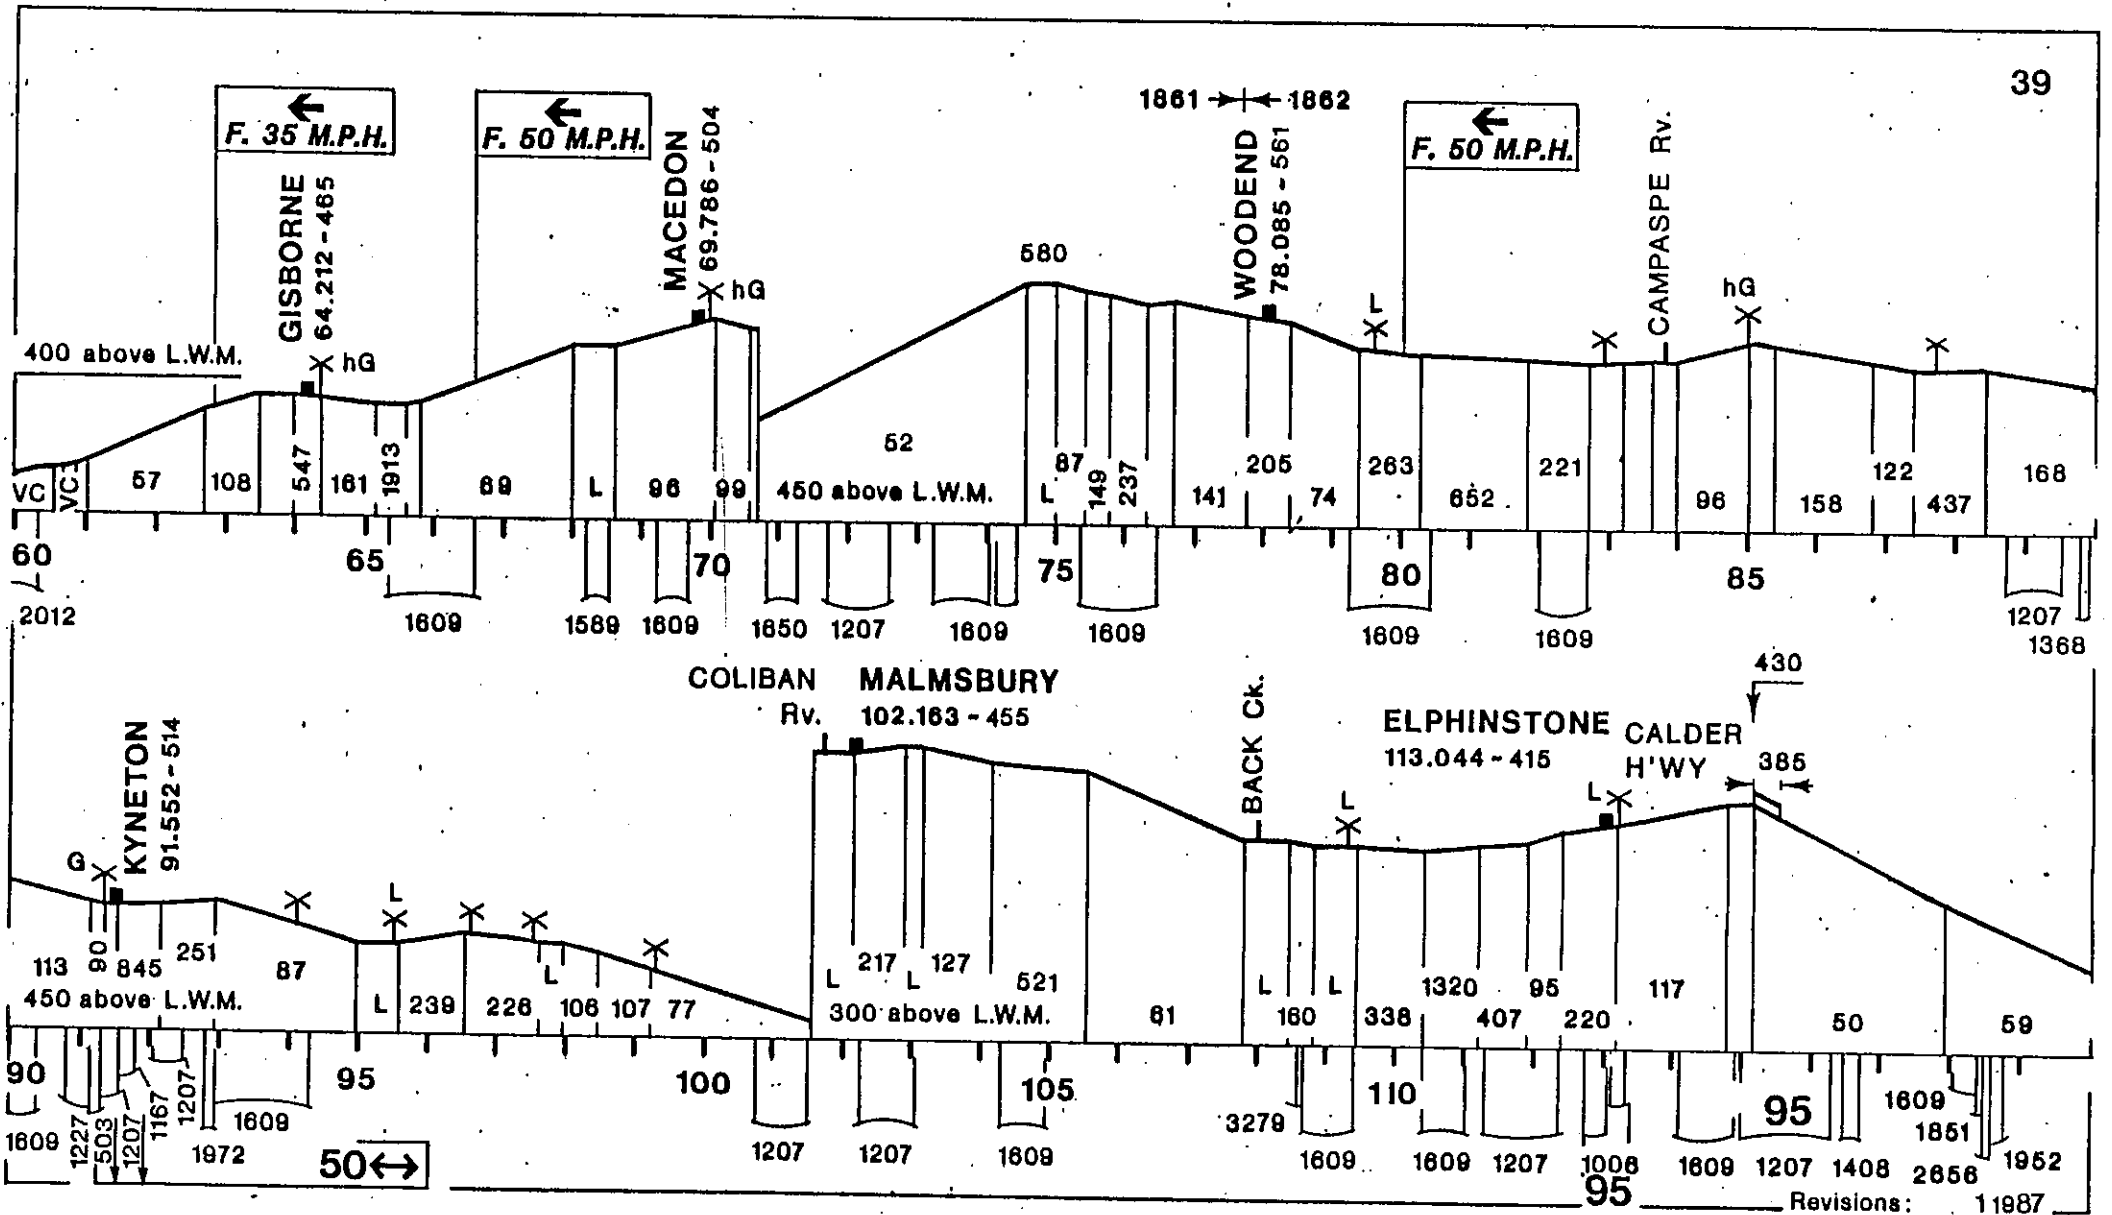 39
1861 1862
F. 35 M.P.H.
F. 50 M.P.H.
F. 50 M.P.H.
GISBORNE
64.212-465
MACEDON
69.786-504
WOODEND
78.085-561
CAMPASPE Rv.
580
hG
hG
L
hG
400 above L.W.M.
VC VC 57 108 547 161 1913 69 L 96 99
52
450 above L.W.M.
L 87 149 237 141 205 74 263 652 221 96 158 122 437 168
60 65 70 75 80 85
2012 1609 1589 1609 1650 1207 1609 1609 1609 1609 1207
1368
COLIBAN
Rv.
MALMSBURY
102.163-455
BACK Ck.
ELPHINSTONE
113.044-415
CALDER
H'WY
430
385
KYNETON
91.552-514
G
L
L
L
113 90 845 251 87 L 239 226 L 106 107 77
450 above L.W.M.
L 217 L 127 521
300 above L.W.M.
61 L 160 L 338 1320 407 95 220 117 50 59
90 95 100 105 110 95
1609 1227 503 1207 1167 1207 1972 1609
50
1207 1207 1609 3279 1609 1609 1207 1006 1609 1207 1408 2656 1851 1609 1952
95
Revisions: 1 1987